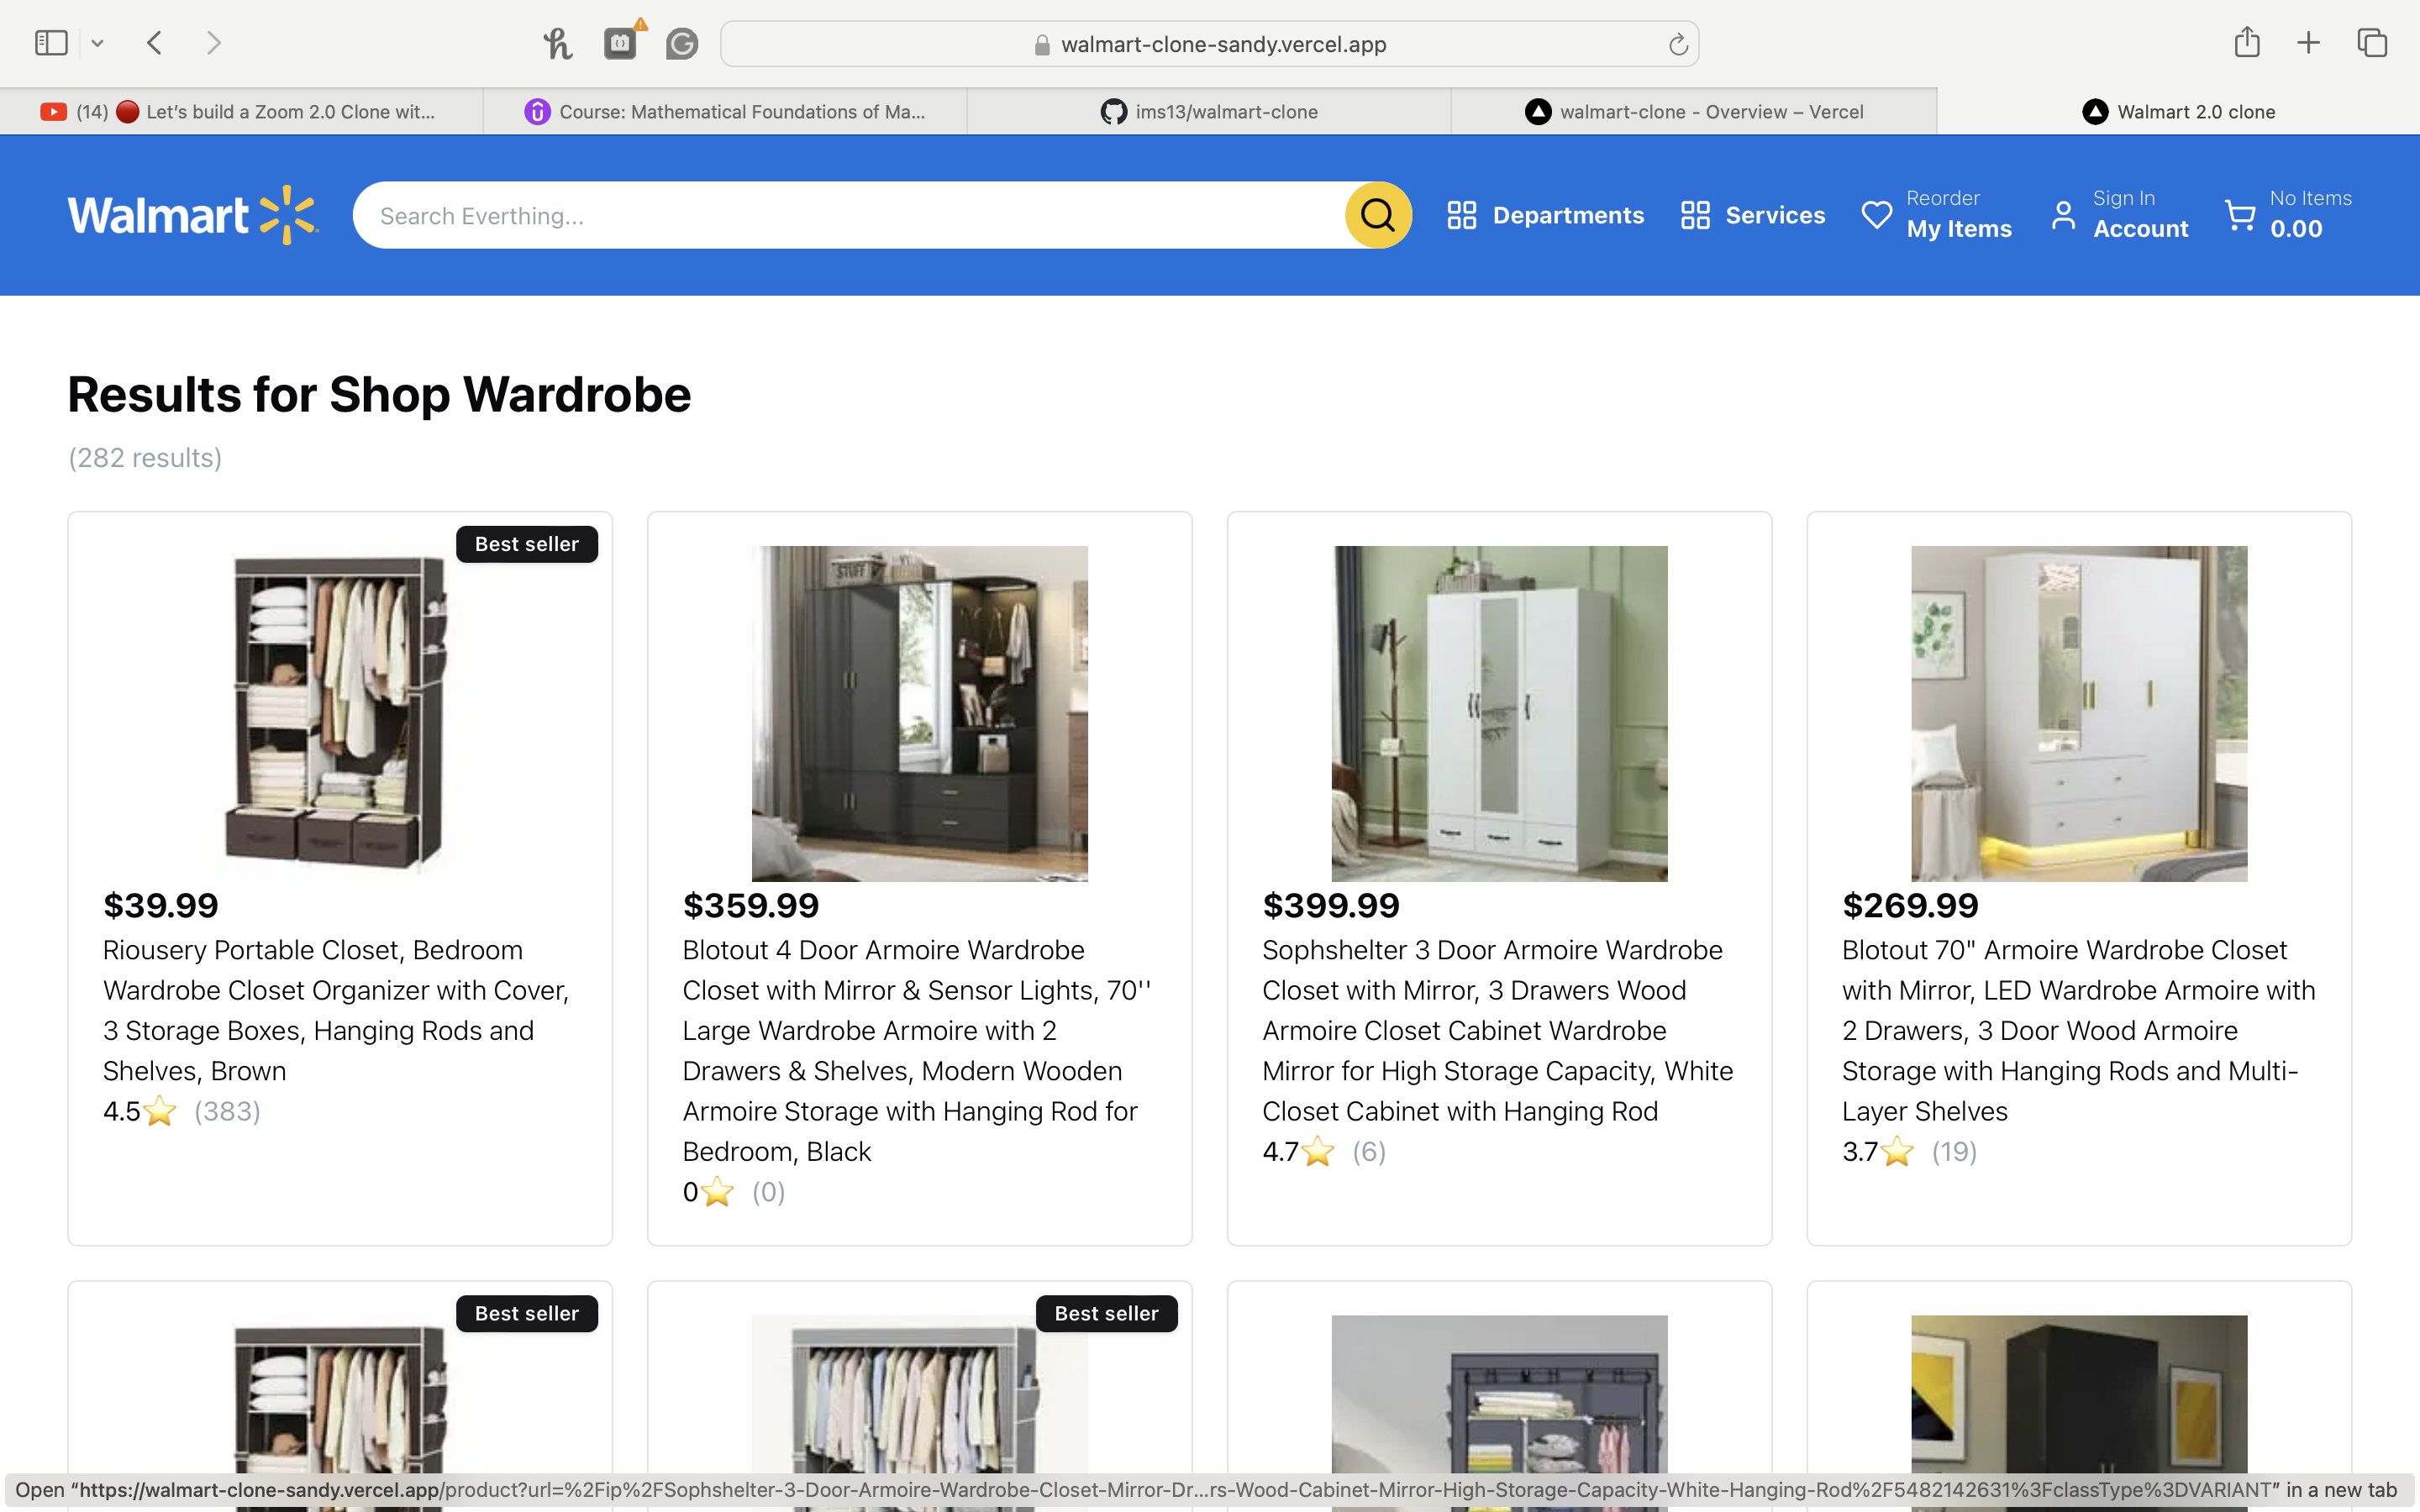 walmart-clone-sandy.vercel.app
(14) Let’s build a Zoom 2.0 Clone wit...
Course: Mathematical Foundations of Ma...
ims13/walmart-clone
walmart-clone - Overview – Vercel
Walmart 2.0 clone
Walmart
Search Everthing...
Departments
Services
Reorder
My Items
Sign In
Account
No Items
0.00
Results for Shop Wardrobe
(282 results)
Best seller
$39.99
Riousery Portable Closet, Bedroom
Wardrobe Closet Organizer with Cover,
3 Storage Boxes, Hanging Rods and
Shelves, Brown
4.5⭐ (383)
STUFF
$359.99
Blotout 4 Door Armoire Wardrobe
Closet with Mirror & Sensor Lights, 70''
Large Wardrobe Armoire with 2
Drawers & Shelves, Modern Wooden
Armoire Storage with Hanging Rod for
Bedroom, Black
0⭐ (0)
$399.99
Sophshelter 3 Door Armoire Wardrobe
Closet with Mirror, 3 Drawers Wood
Armoire Closet Cabinet Wardrobe
Mirror for High Storage Capacity, White
Closet Cabinet with Hanging Rod
4.7⭐ (6)
$269.99
Blotout 70" Armoire Wardrobe Closet
with Mirror, LED Wardrobe Armoire with
2 Drawers, 3 Door Wood Armoire
Storage with Hanging Rods and Multi-
Layer Shelves
3.7⭐ (19)
Best seller
Best seller
Open “https://walmart-clone-sandy.vercel.app/product?url=%2Fip%2FSophshelter-3-Door-Armoire-Wardrobe-Closet-Mirror-Dr...rs-Wood-Cabinet-Mirror-High-Storage-Capacity-White-Hanging-Rod%2F5482142631%3FclassType%3DVARIANT” in a new tab